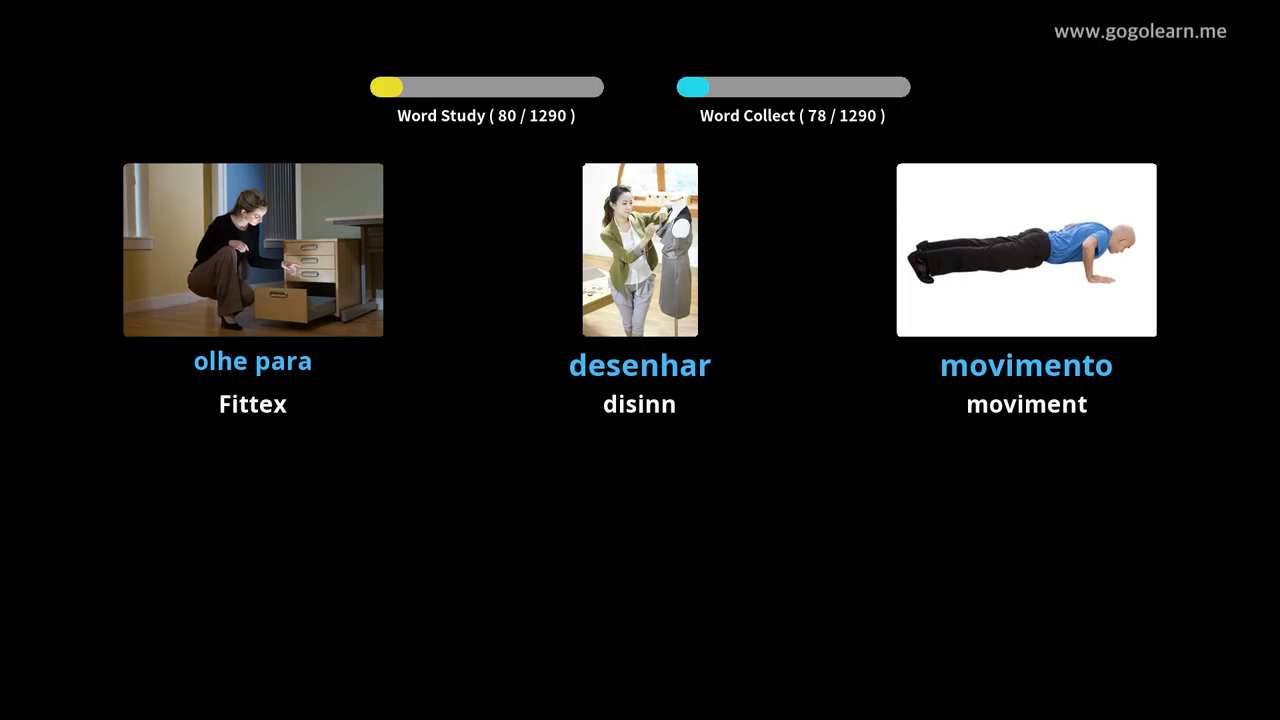 www.gogolearn.me
Word Study ( 80 / 1290 )
Word Collect ( 78 / 1290 )
olhe para
desenhar
movimento
Fittex
disinn
moviment